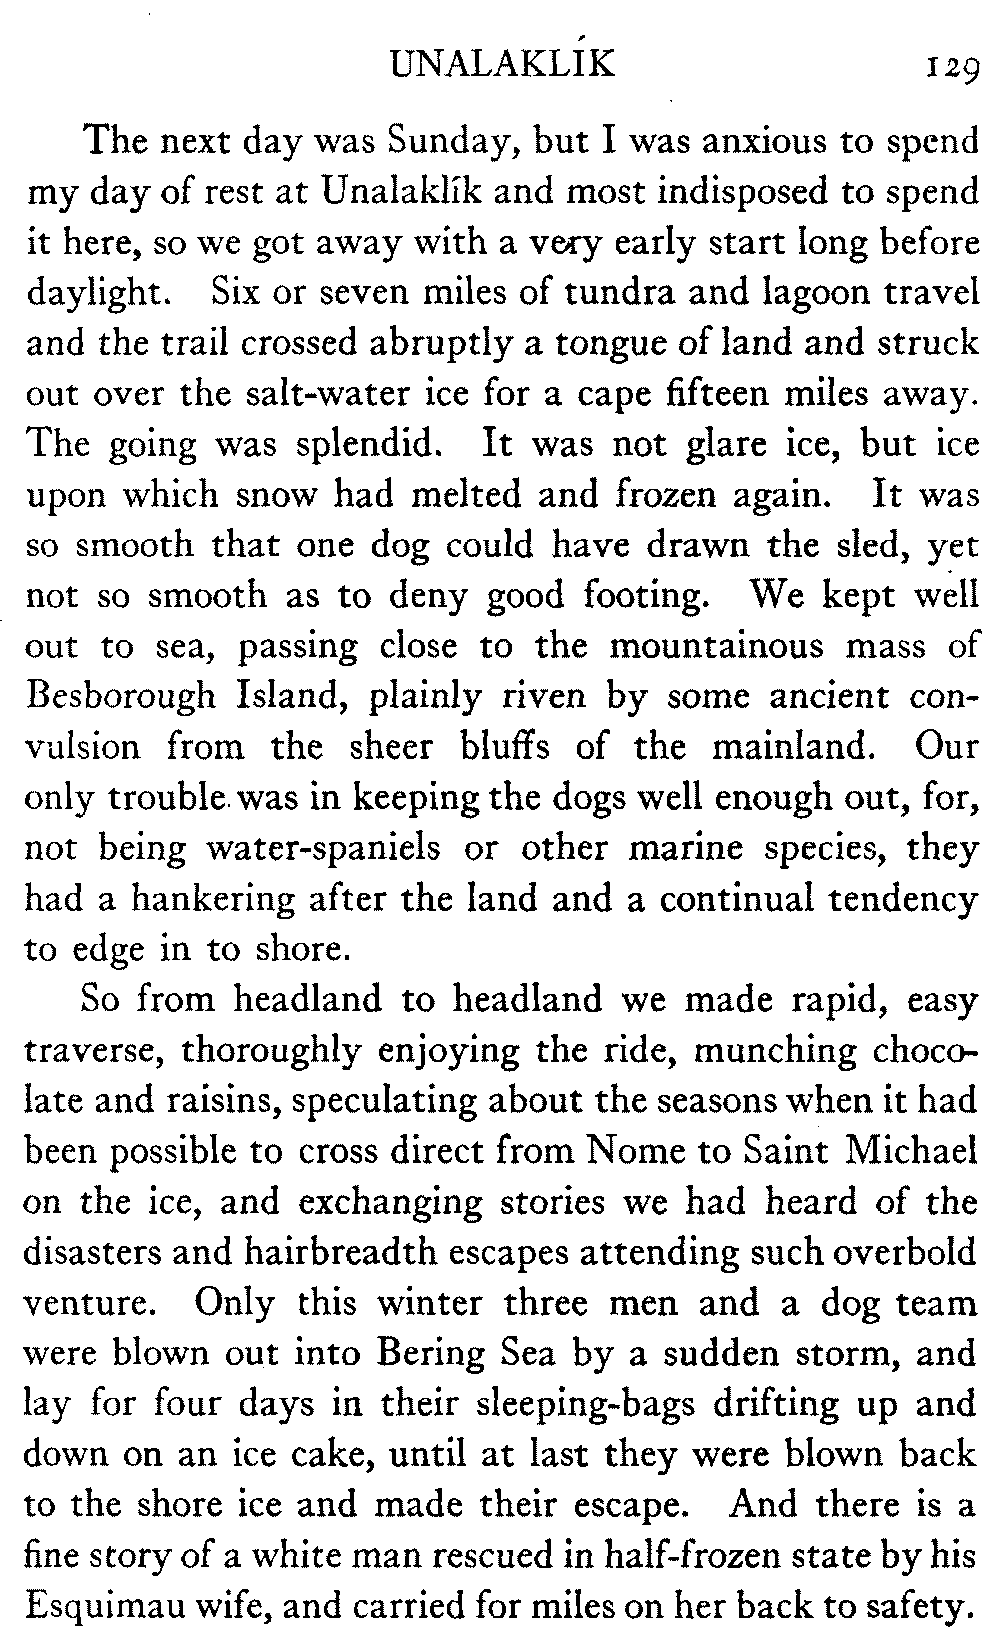 UNALAKLÍK 129
The next day was Sunday, but I was anxious to spend
my day of rest at Unalaklík and most indisposed to spend
it here, so we got away with a very early start long before
daylight. Six or seven miles of tundra and lagoon travel
and the trail crossed abruptly a tongue of land and struck
out over the salt-water ice for a cape fifteen miles away.
The going was splendid. It was not glare ice, but ice
upon which snow had melted and frozen again. It was
so smooth that one dog could have drawn the sled, yet
not so smooth as to deny good footing. We kept well
out to sea, passing close to the mountainous mass of
Besborough Island, plainly riven by some ancient con-
vulsion from the sheer bluffs of the mainland. Our
only trouble was in keeping the dogs well enough out, for,
not being water-spaniels or other marine species, they
had a hankering after the land and a continual tendency
to edge in to shore.
So from headland to headland we made rapid, easy
traverse, thoroughly enjoying the ride, munching choco-
late and raisins, speculating about the seasons when it had
been possible to cross direct from Nome to Saint Michael
on the ice, and exchanging stories we had heard of the
disasters and hairbreadth escapes attending such overbold
venture. Only this winter three men and a dog team
were blown out into Bering Sea by a sudden storm, and
lay for four days in their sleeping-bags drifting up and
down on an ice cake, until at last they were blown back
to the shore ice and made their escape. And there is a
fine story of a white man rescued in half-frozen state by his
Esquimau wife, and carried for miles on her back to safety.